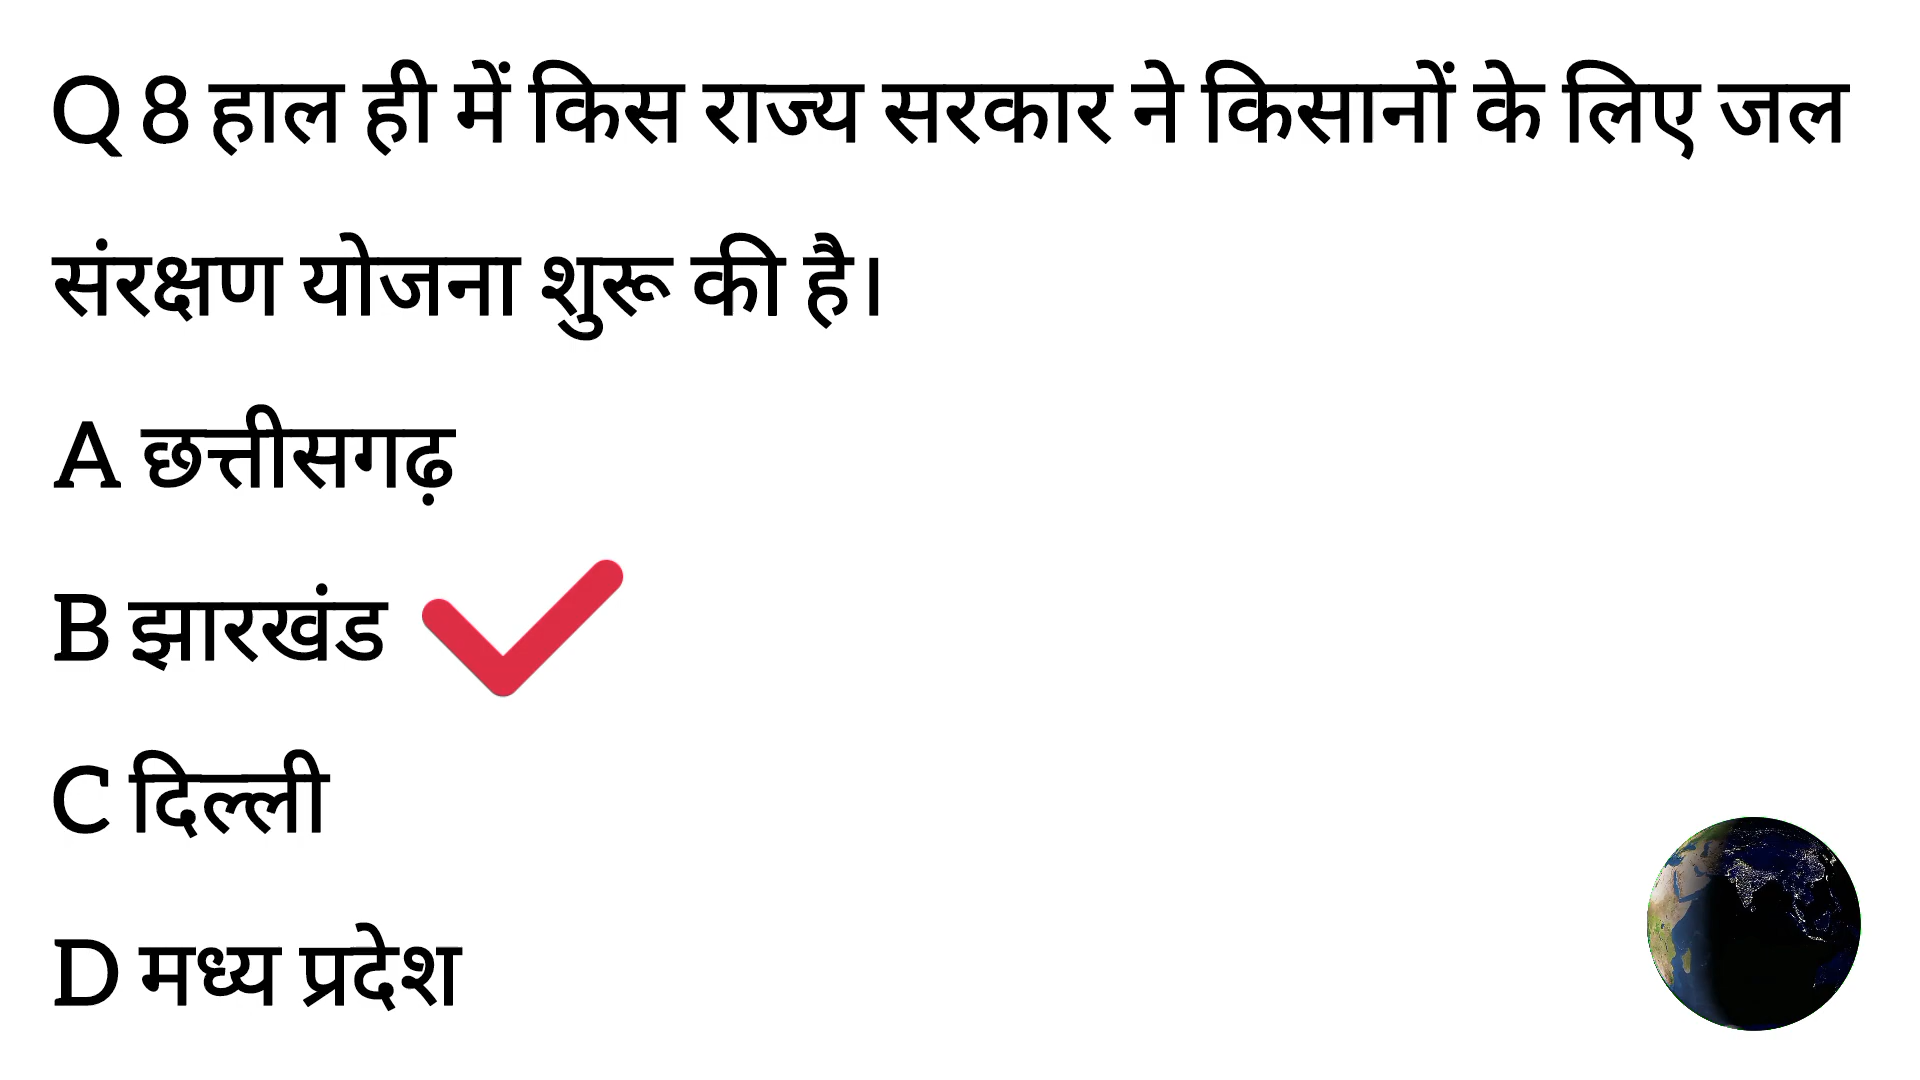 Q 8 हाल ही में किस राज्य सरकार ने किसानों के लिए जल
संरक्षण योजना शुरू की है।
A छत्तीसगढ़
B झारखंड
C दिल्ली
D मध्य प्रदेश